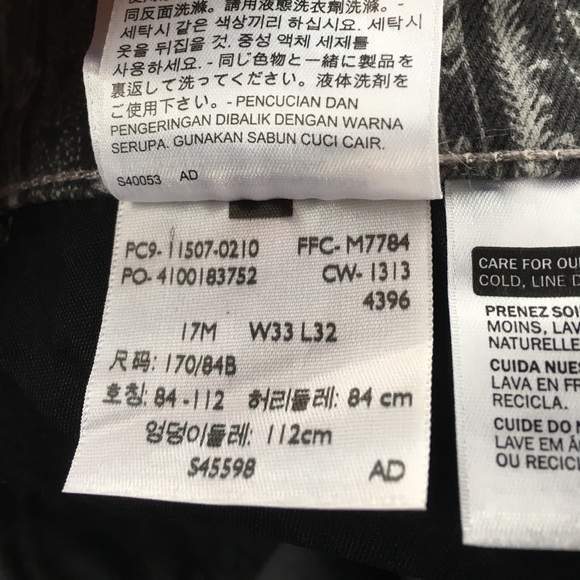 同反面洗滌。請用液態洗衣劑洗滌。-
세탁시 같은 색상끼리 하십시요. 세탁시
옷을 뒤집을 것. 중성 액체 세제를
사용하세요. - 同じ色物と一緒に製品を
裏返して洗ってください。液体洗剤を
ご使用下さい。- PENCUCIAN DAN
PENGERINGAN DIBALIK DENGAN WARNA
SERUPA. GUNAKAN SABUN CUCI CAIR.
S40053 AD
PC9-11507-0210 FFC-M7784
PO-4100183752 CW-1313
4396
17M W33 L32
尺码: 170/84B
호칭: 84-112 허리둘레: 84 cm
엉덩이둘레: 112cm
S45598 AD
CARE FOR OU
COLD, LINE D
PRENEZ SOI
MOINS, LAV
NATURELLE
CUIDA NUES
LAVA EN FR
RECICLA.
CUIDE DO N
LAVE EM Á
OU RECICL